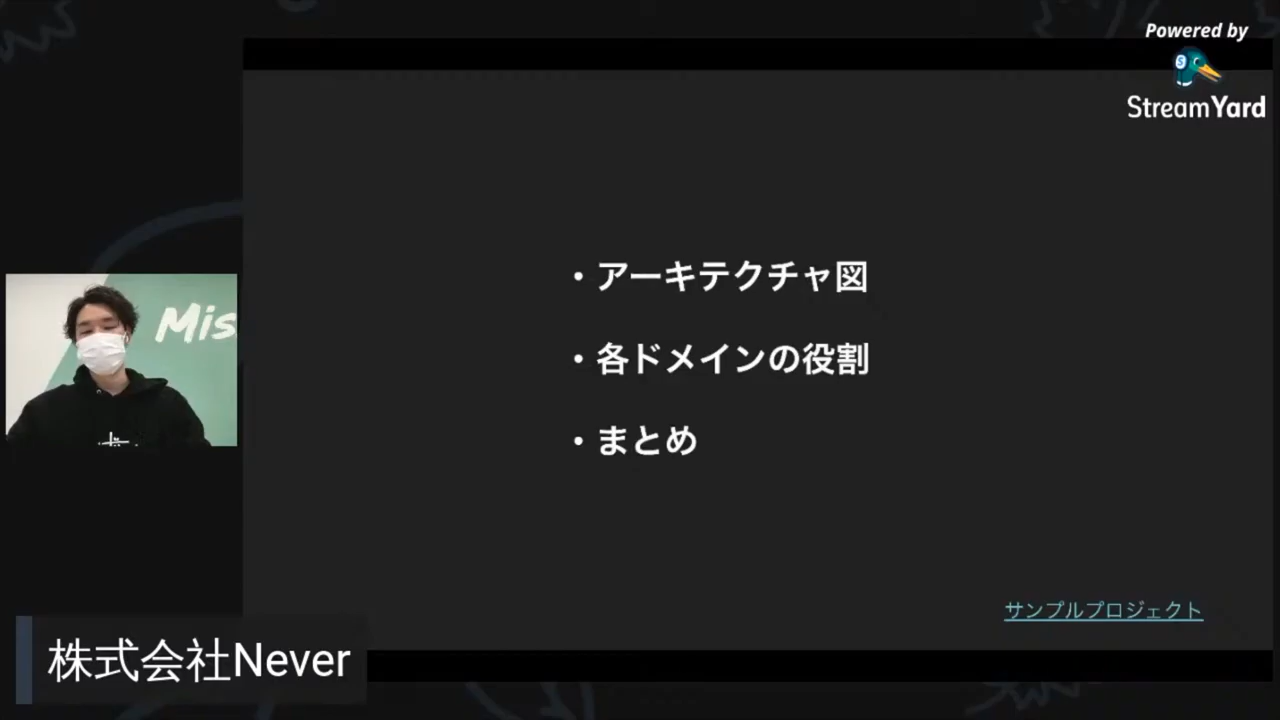 Powered by
StreamYard
・アーキテクチャ図
・各ドメインの役割
・まとめ
Mis
サンプルプロジェクト
株式会社Never